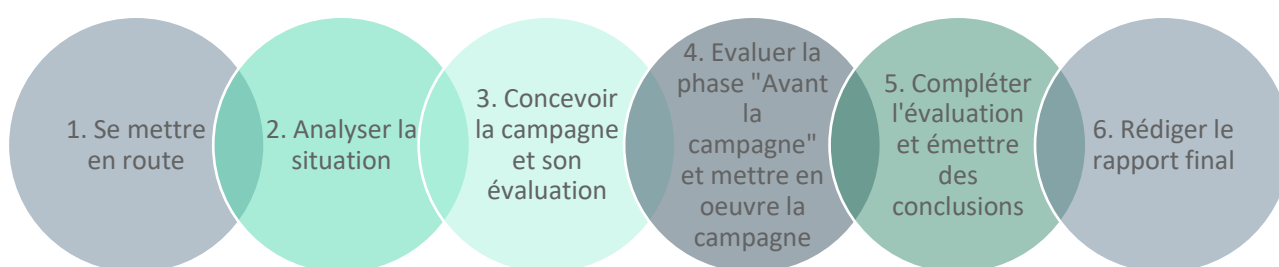 1. Se mettre
en route
2. Analyser la
situation
3. Concevoir
la campagne
et son
évaluation
4. Evaluer la
phase "Avant
la
campagne"
et mettre en
oeuvre la
campagne
5. Compléter
l'évaluation
et émettre
des
conclusions
6. Rédiger le
rapport final